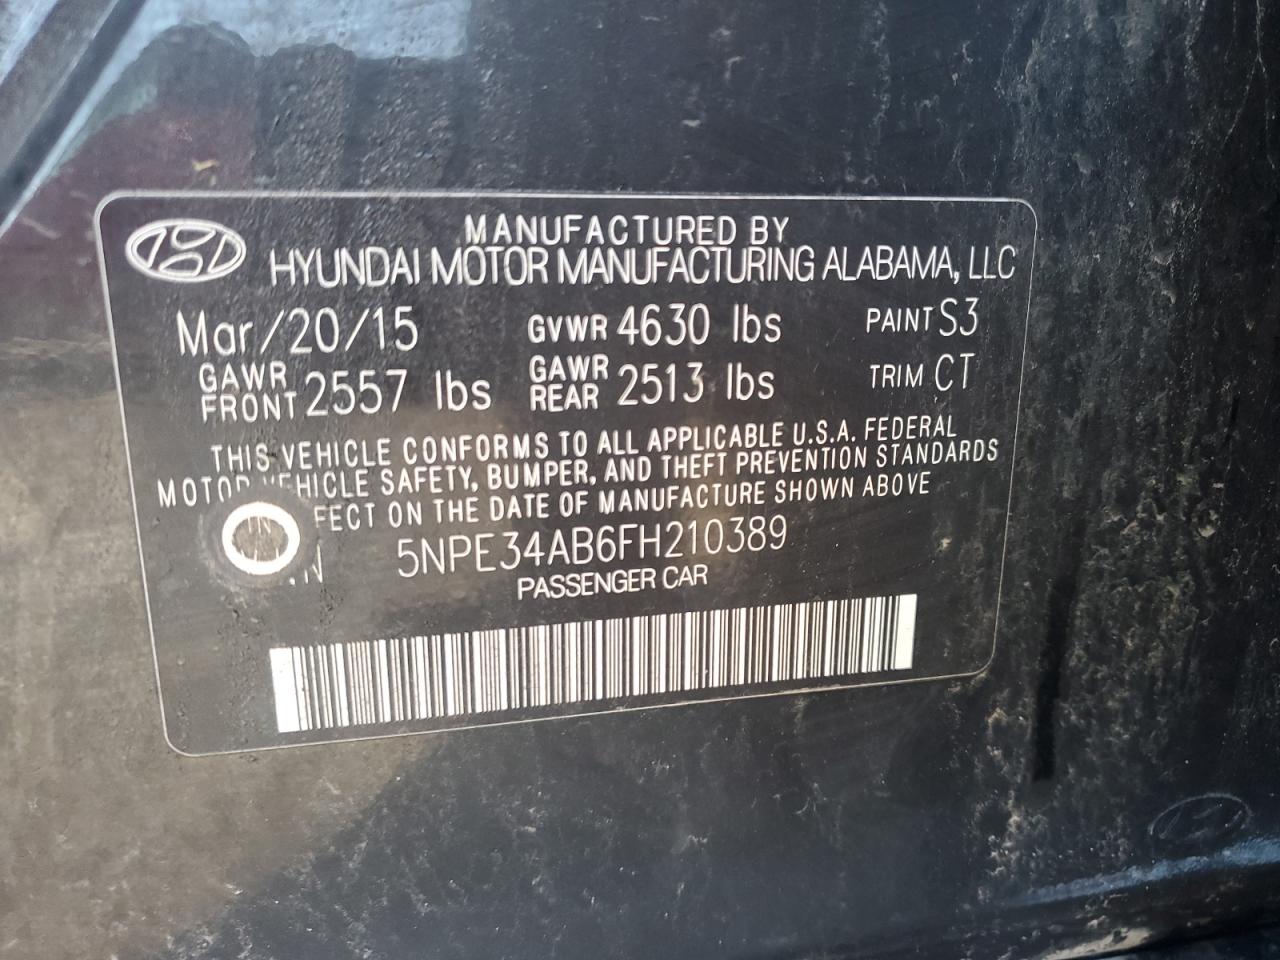 MANUFACTURED BY
HYUNDAI MOTOR MANUFACTURING ALABAMA, LLC
Mar/20/15 GVWR 4630 lbs PAINT S3
GAWR FRONT 2557 lbs GAWR REAR 2513 lbs TRIM CT
THIS VEHICLE CONFORMS TO ALL APPLICABLE U.S.A. FEDERAL
MOTOR VEHICLE SAFETY, BUMPER, AND THEFT PREVENTION STANDARDS
FECT ON THE DATE OF MANUFACTURE SHOWN ABOVE
5NPE34AB6FH210389
PASSENGER CAR